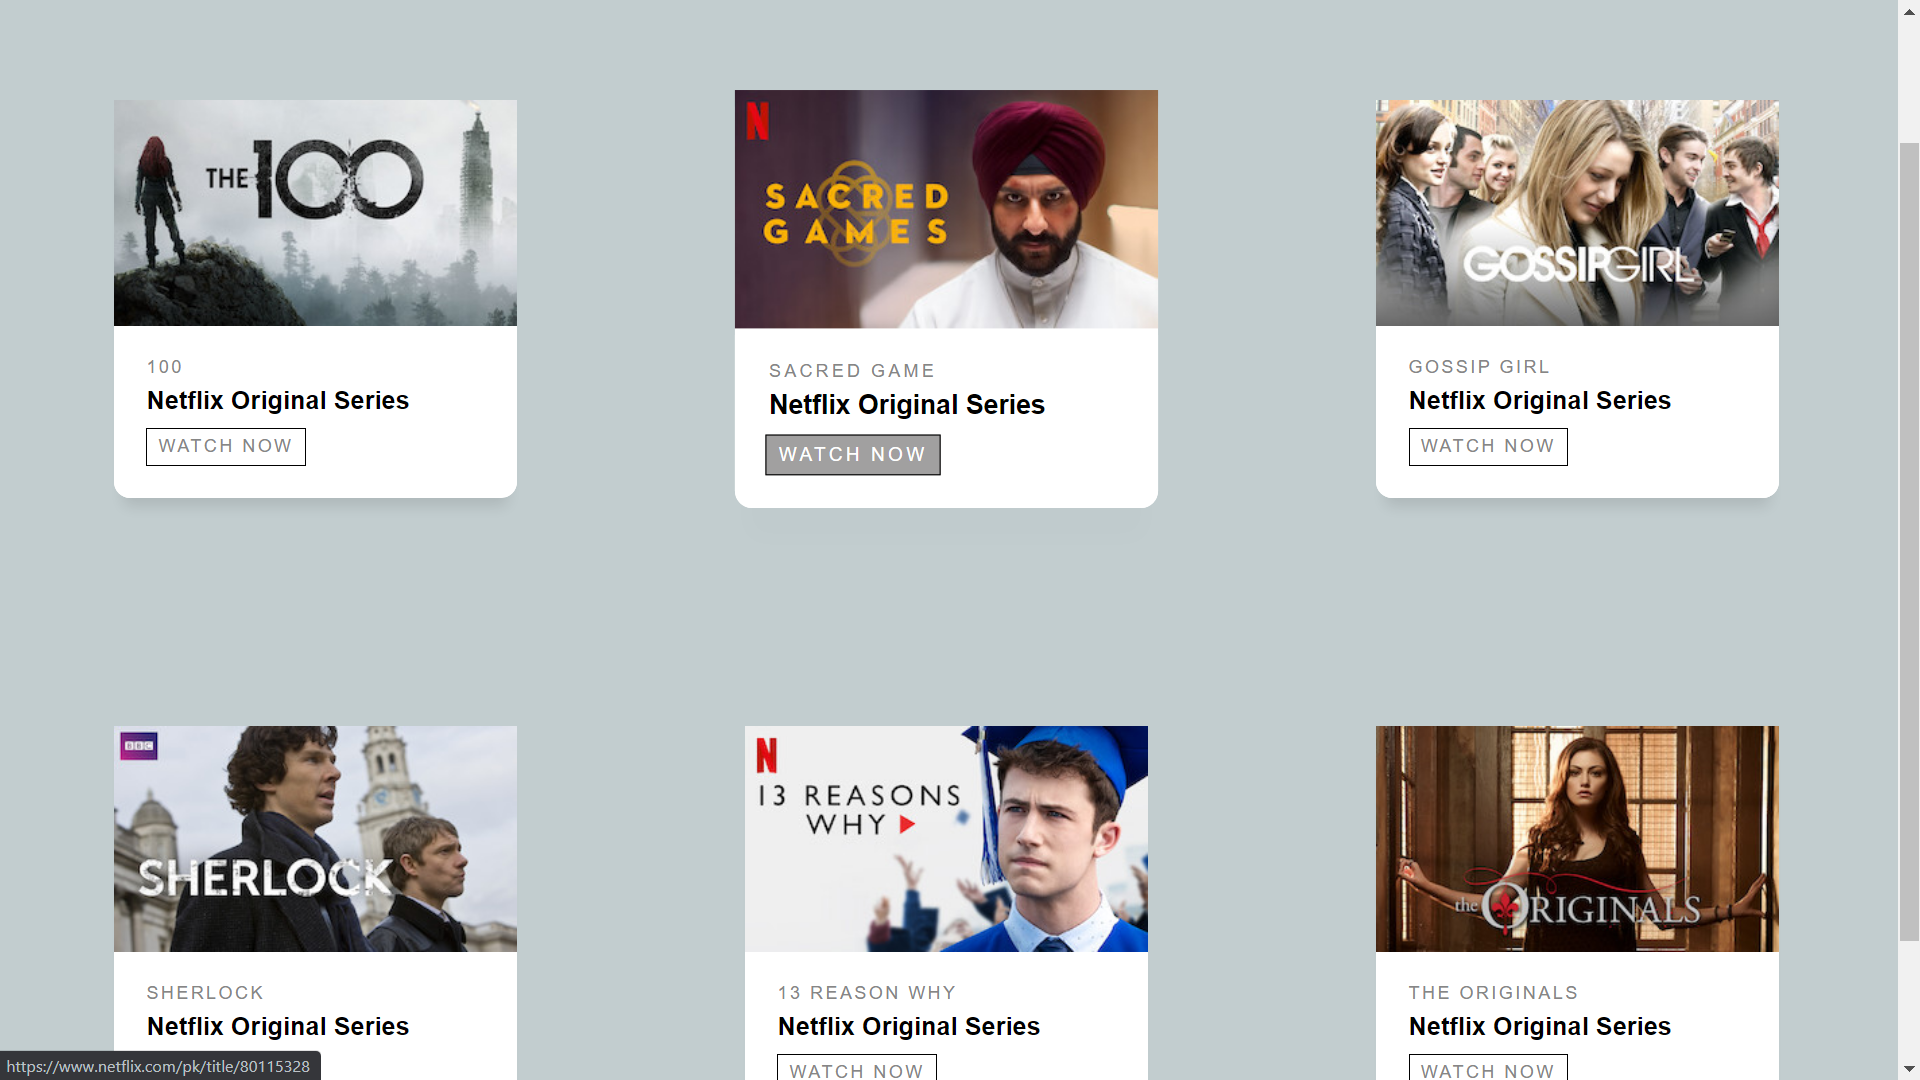 THE 100
N
SACRED
GAMES
GOSSIPGIRL
100
Netflix Original Series
WATCH NOW
SACRED GAME
Netflix Original Series
WATCH NOW
GOSSIP GIRL
Netflix Original Series
WATCH NOW
BBC
SHERLOCK
N
13 REASONS
WHY
the ORIGINALS
SHERLOCK
Netflix Original Series
13 REASON WHY
Netflix Original Series
WATCH NOW
THE ORIGINALS
Netflix Original Series
WATCH NOW
https://www.netflix.com/pk/title/80115328